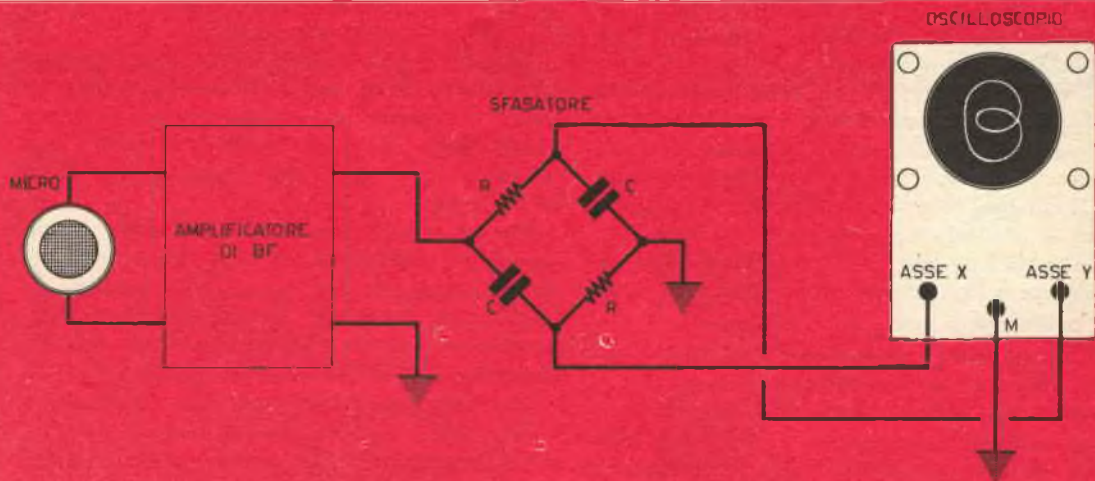 OSCILLOSCOPIO
SFASATORE
MICRO
R
C
AMPLIFICATORE
DI BF
C
R
ASSE X
ASSE Y
M